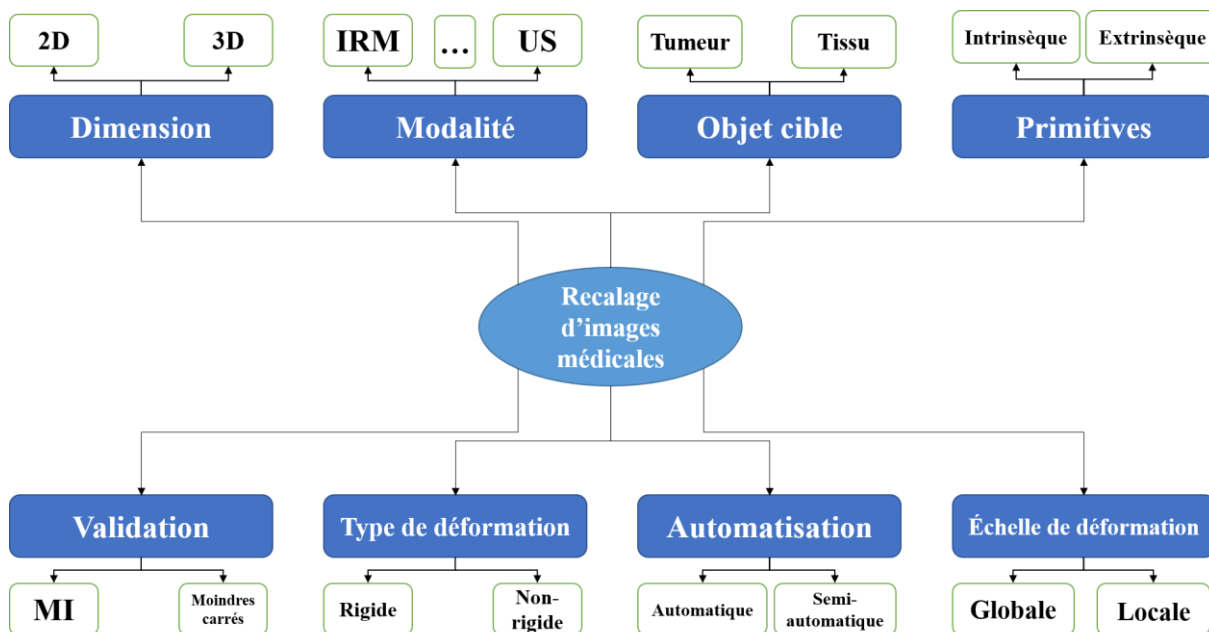 2D
3D
IRM
...
US
Tumeur
Tissu
Intrinsèque
Extrinsèque
Dimension
Modalité
Objet cible
Primitives
Recalage
d'images
médicales
Validation
Type de déformation
Automatisation
Échelle de déformation
MI
Moindres
carrés
Rigide
Non-
rigide
Automatique
Semi-
automatique
Globale
Locale